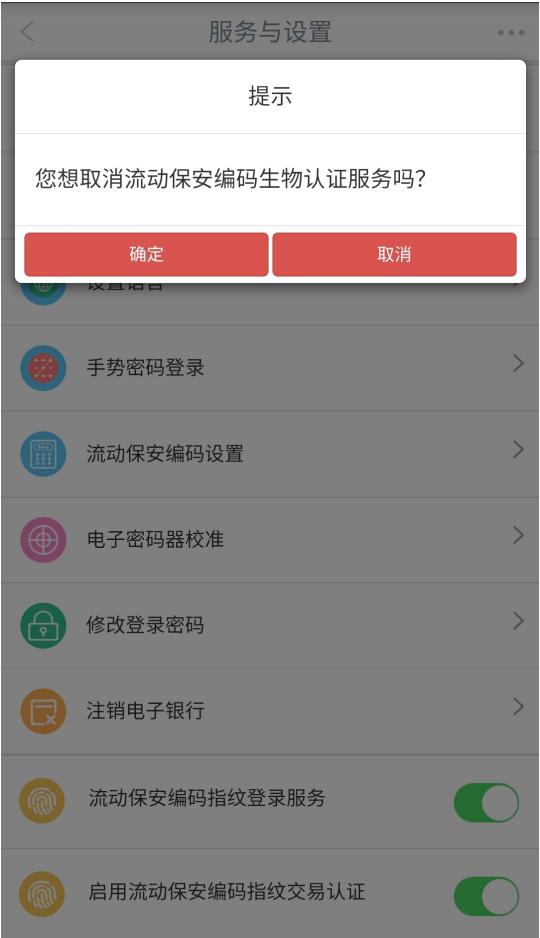 服务与设置
提示
您想取消流动保安编码生物认证服务吗？
确定
取消
设置语言
手势密码登录
流动保安编码设置
电子密码器校准
修改登录密码
注销电子银行
流动保安编码指纹登录服务
启用流动保安编码指纹交易认证